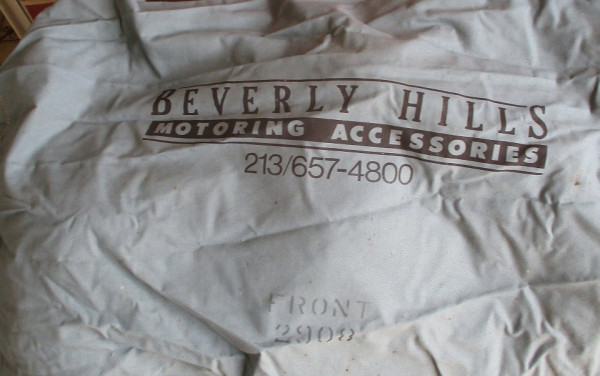 BEVERLY HILLS
MOTORING ACCESSORIES
213/657-4800
FRONT
2908